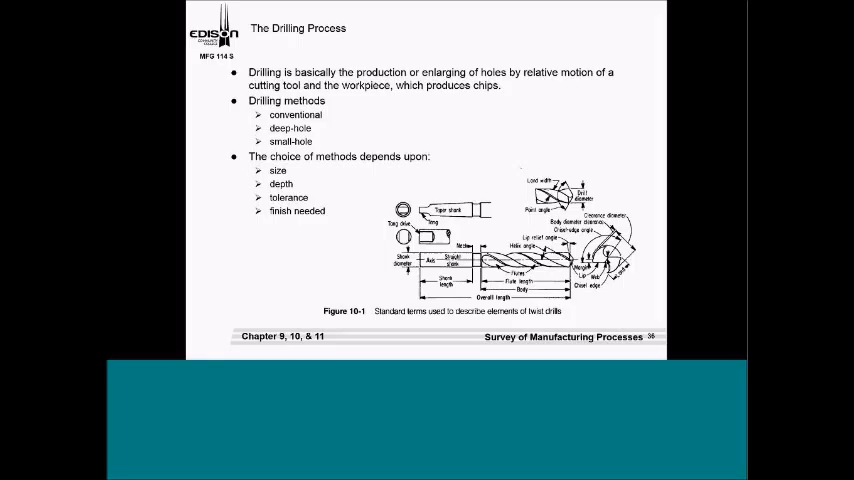 EDISON
COMMUNITY
COLLEGE
MFG 114 S
The Drilling Process
Drilling is basically the production or enlarging of holes by relative motion of a
cutting tool and the workpiece, which produces chips.
Drilling methods
conventional
deep-hole
small-hole
The choice of methods depends upon:
size
depth
tolerance
finish needed
Land width
Drill
diameter
Point angle
Clearance diameter
Body diameter clearance
Chisel-edge angle
Taper shank
Tang
Tang drive
Lip relief angle
Helix angle
Neck
Shank
diameter
Axis
Straight
shank
Flutes
Margin
Lip
Web
Chisel edge
Land
Shank
length
Flute length
Body
Overall length
Figure 10-1 Standard terms used to describe elements of twist drills
Chapter 9, 10, & 11
Survey of Manufacturing Processes 36